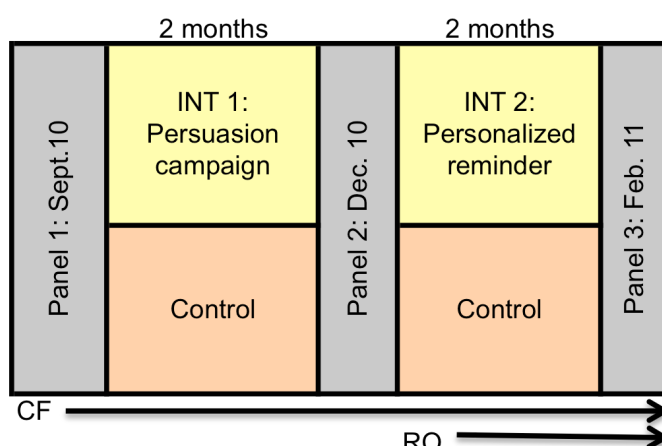 2 months
2 months
Panel 1: Sept.10
INT 1:
Persuasion
campaign
Panel 2: Dec. 10
INT 2:
Personalized
reminder
Panel 3: Feb. 11
Control
Control
CF
RO